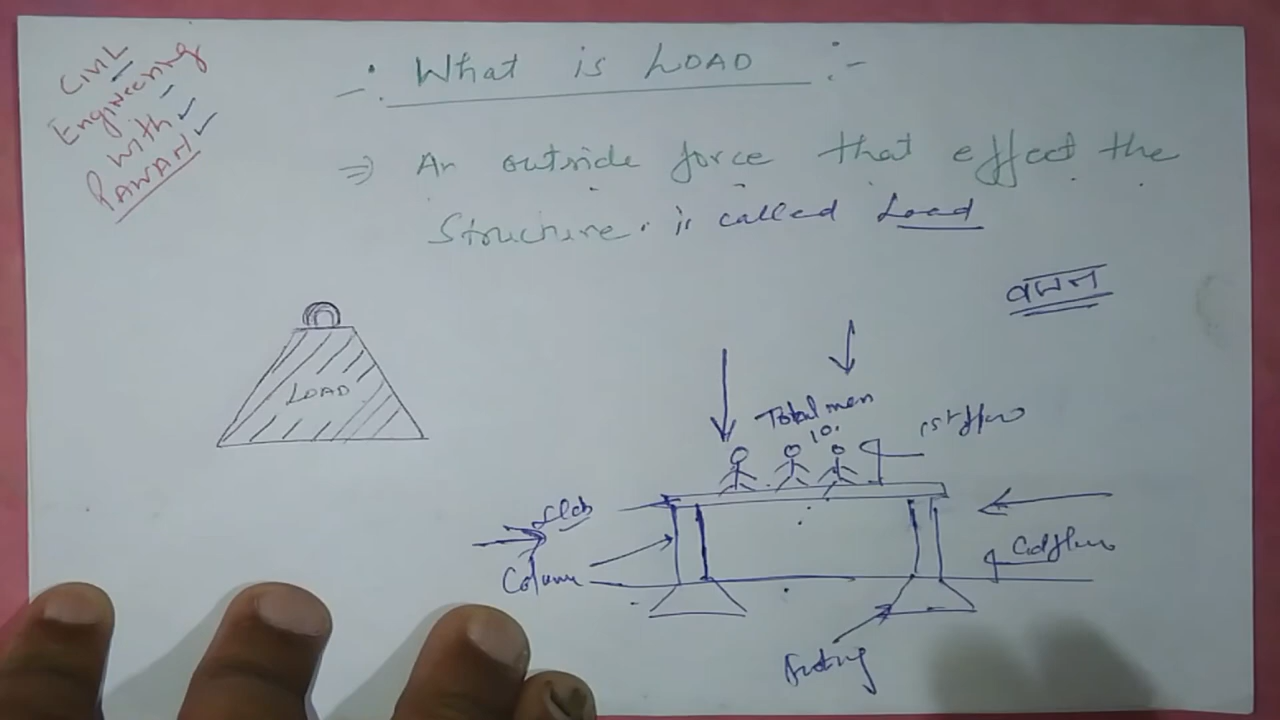 Civil
Engineering
With
PAWAN
What is LOAD
⇒ An outside force that effect the
Structure. is called Load
वजन
LOAD
Total men
10.
1st floor
Slab
Column
Gd floor
Footing